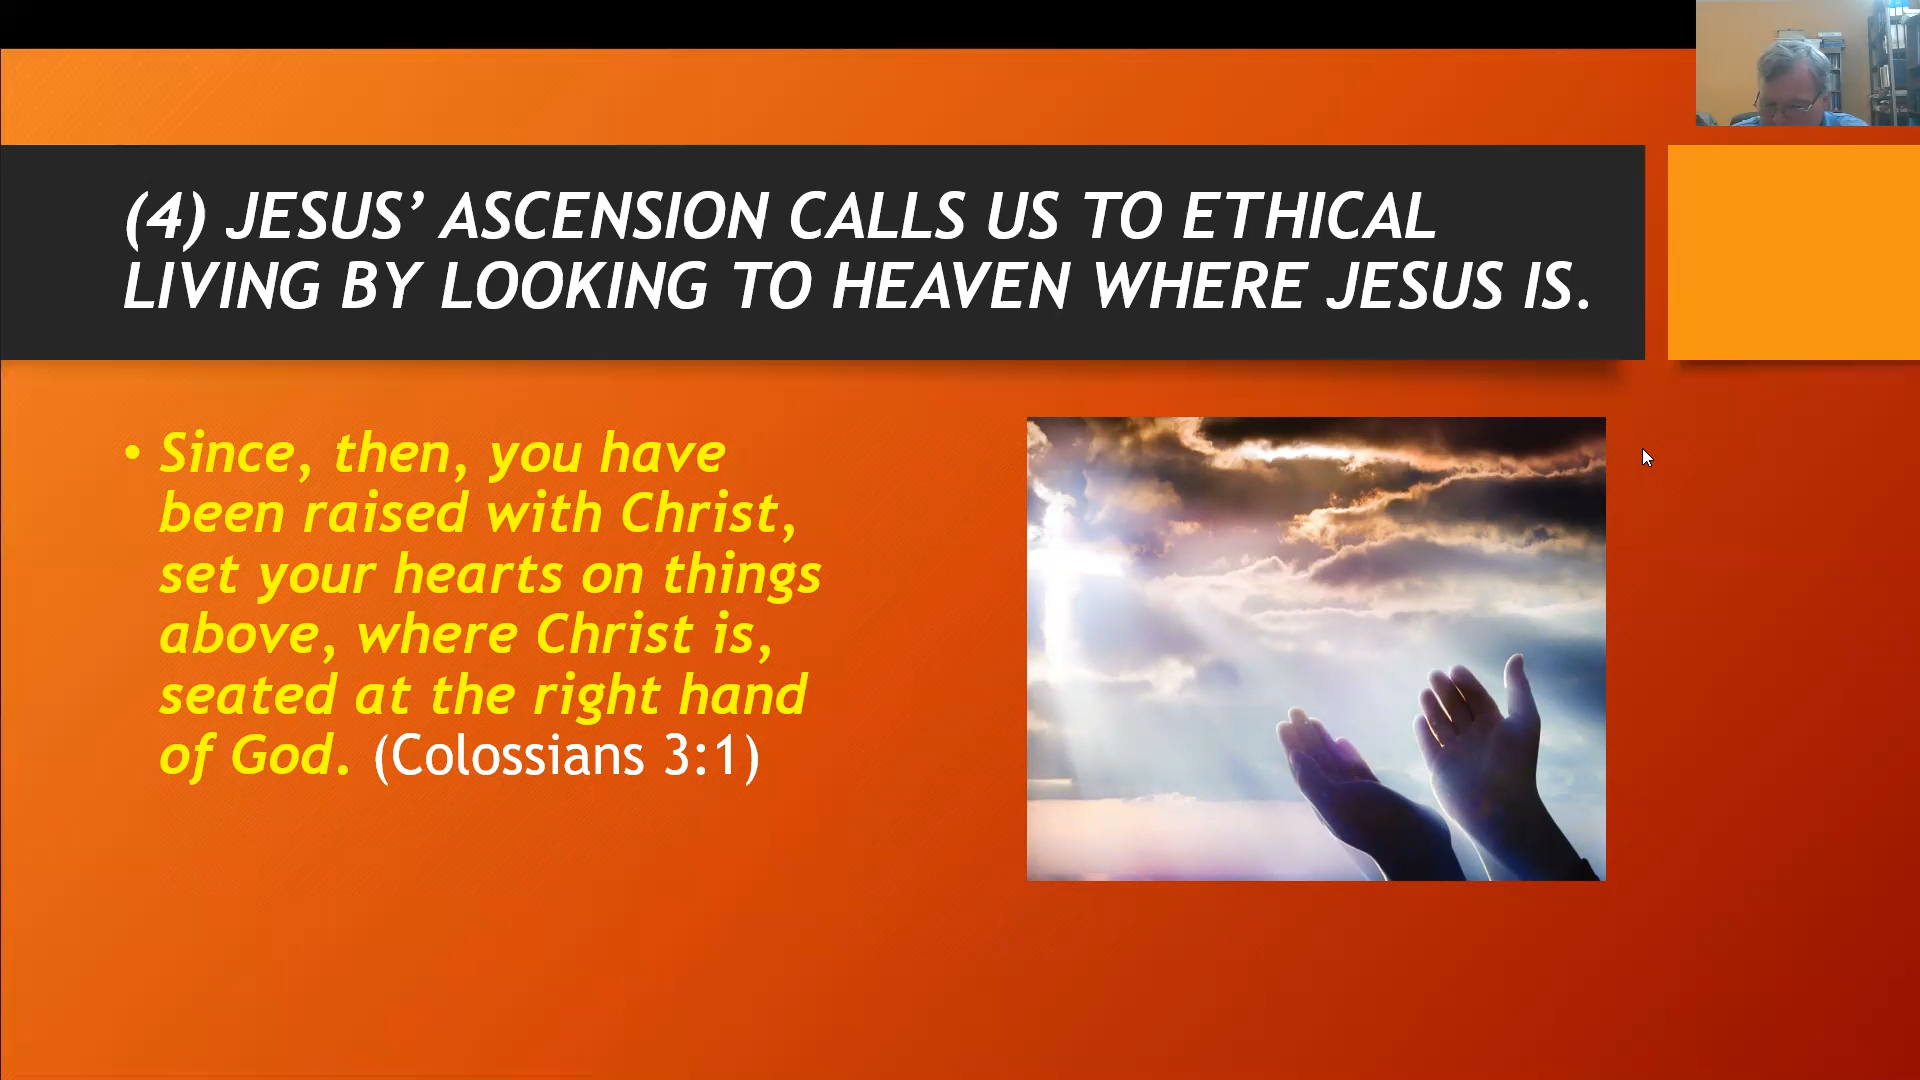 (4) JESUS’ ASCENSION CALLS US TO ETHICAL
LIVING BY LOOKING TO HEAVEN WHERE JESUS IS.
• Since, then, you have
been raised with Christ,
set your hearts on things
above, where Christ is,
seated at the right hand
of God. (Colossians 3:1)